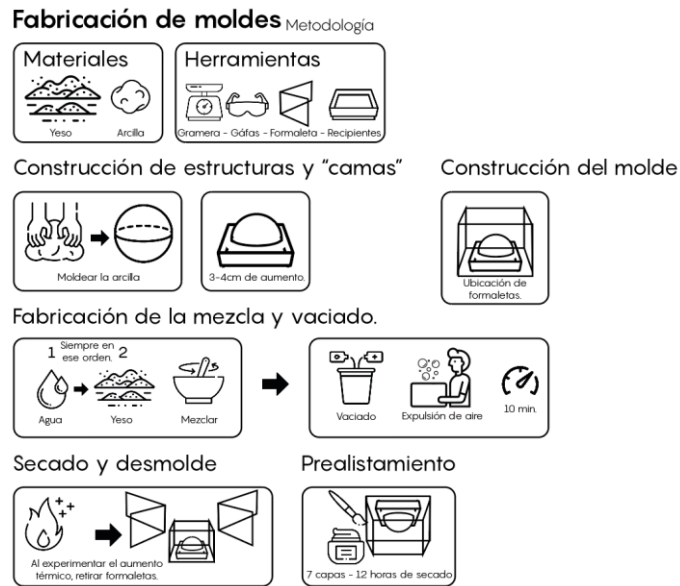 Fabricación de moldes Metodología
Materiales
Yeso
Arcilla
Herramientas
Gramera - Gáfas - Formaleta - Recipientes
Construcción de estructuras y “camas”
Moldear la arcilla
3-4cm de aumento.
Construcción del molde
Ubicación de
formaletas.
Fabricación de la mezcla y vaciado.
1 Siempre en 2
ese orden.
Agua
Yeso
Mezclar
Vaciado
Expulsión de aire
10 min.
Secado y desmolde
Al experimentar el aumento
térmico, retirar formaletas.
Prealistamiento
7 capas - 12 horas de secado